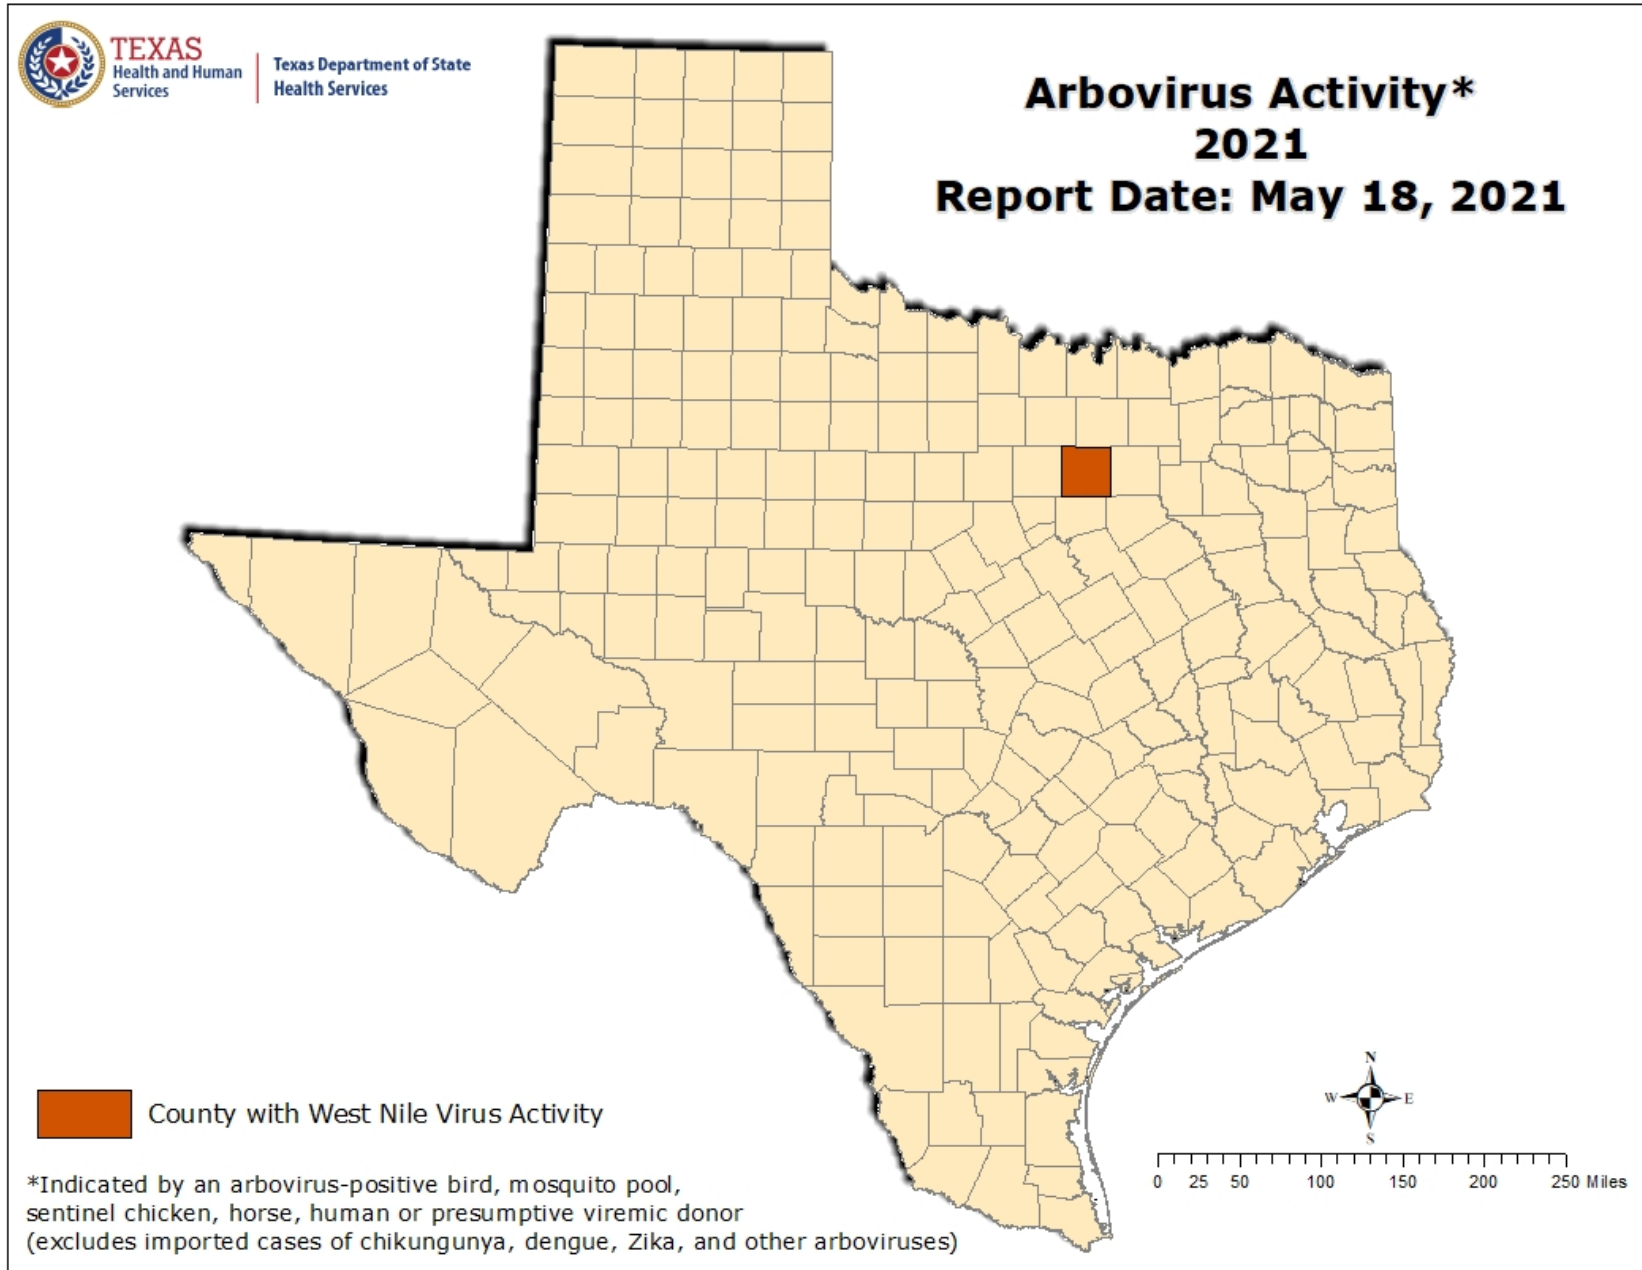 TEXAS
Health and Human
Services
Texas Department of State
Health Services
Arbovirus Activity*
2021
Report Date: May 18, 2021
County with West Nile Virus Activity
*Indicated by an arbovirus-positive bird, mosquito pool,
sentinel chicken, horse, human or presumptive viremic donor
(excludes imported cases of chikungunya, dengue, Zika, and other arboviruses)
N
W E
S
0 25 50 100 150 200 250 Miles